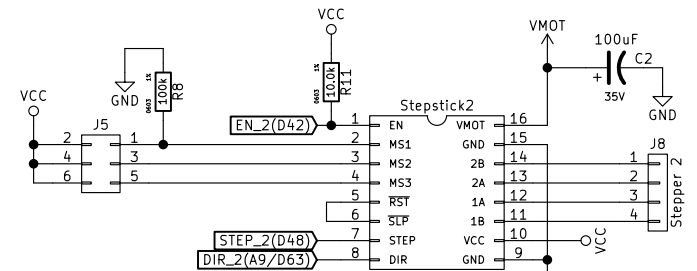 VCC
VMOT
100uF
C2
+
35V
GND
GND
0603 1%
100k
R8
0603 1%
10.0k
R11
VCC
J5
2 1
4 3
6 5
EN_2(D42)
STEP_2(D48)
DIR_2(A9/D63)
Stepstick2
1 EN VMOT 16
2 MS1 GND 15
3 MS2 2B 14
4 MS3 2A 13
5 RST 1A 12
6 SLP 1B 11
7 STEP VCC 10
8 DIR GND 9
VCC
J8
1
2
3
4
Stepper 2